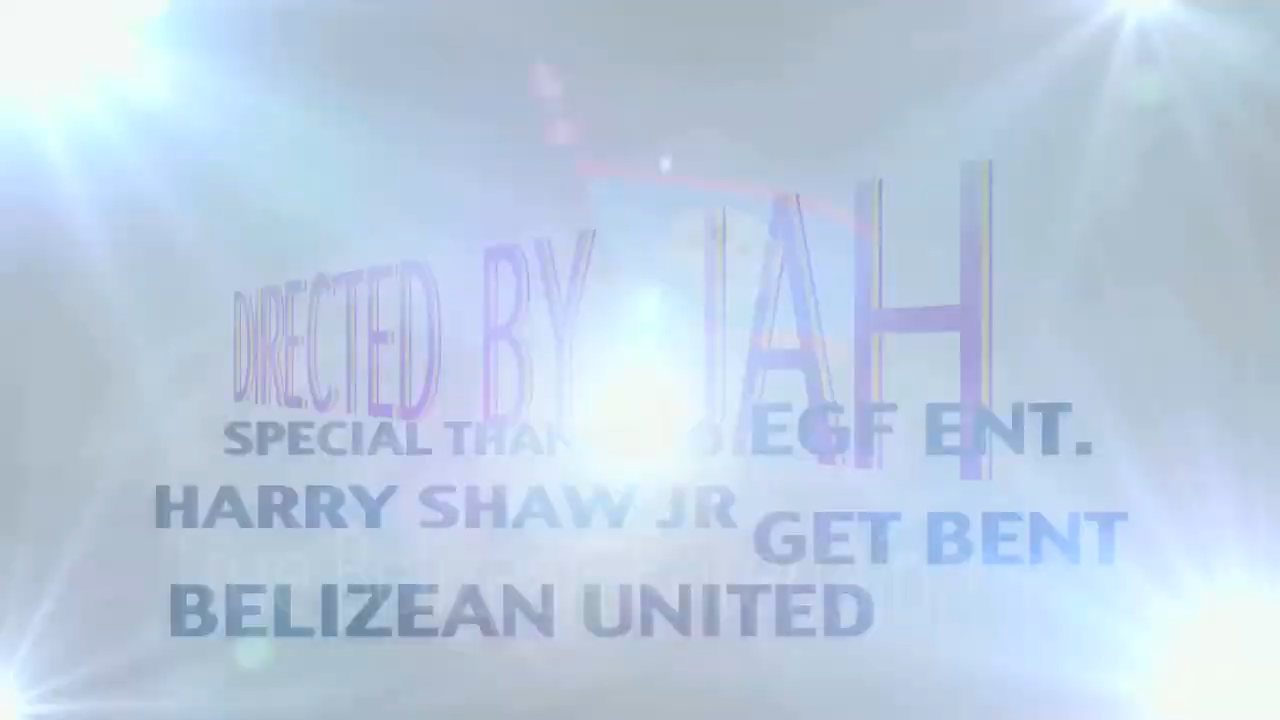 DIRECTED BY JAH
SPECIAL
EGF ENT.
HARRY SHAW JR
GET BENT
BELIZEAN UNITED